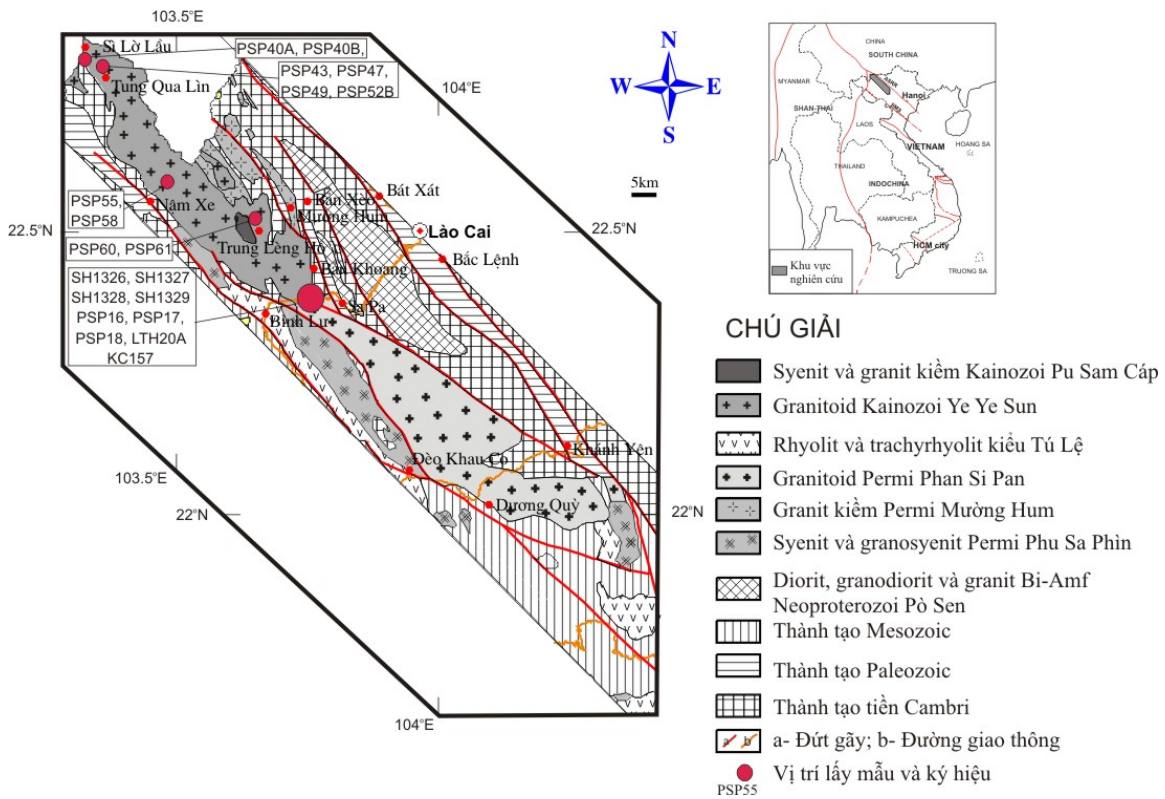 103.5°E
Sì Lờ Lầu
PSP40A, PSP40B,
PSP43, PSP47,
PSP49, PSP52B
Tung Qua Lìn
104°E
N
W
E
S
5km
PSP55,
PSP58
Nậm Xe
Bản Xèo
Mường Hum
Bát Xát
22.5°N
Lào Cai
22.5°N
PSP60, PSP61
Trung Lèng Hồ
Bắc Lệnh
Bản Khoang
SH1326, SH1327
SH1328, SH1329
PSP16, PSP17,
PSP18, LTH20A
KC157
Sa Pa
Bình Lư
Khánh Yên
Đèo Khau Co
103.5°E
22°N
Dương Quỳ
22°N
104°E
CHINA
SOUTH CHINA
MYANMAR
Hanoi
SHAN-THAI
LAOS
VIETNAM
HOANG SA
THAILAND
INDOCHINA
KAMPUCHEA
HCM city
TRUONG SA
Khu vực
nghiên cứu
CHÚ GIẢI
Syenit và granit kiềm Kainozoi Pu Sam Cáp
Granitoid Kainozoi Ye Ye Sun
Rhyolit và trachyrhyolit kiểu Tú Lệ
Granitoid Permi Phan Si Pan
Granit kiềm Permi Mường Hum
Syenit và granosyenit Permi Phu Sa Phìn
Diorit, granodiorit và granit Bi-Amf
Neoproterozoi Pò Sen
Thành tạo Mesozoic
Thành tạo Paleozoic
Thành tạo tiền Cambri
a b a- Đứt gãy; b- Đường giao thông
Vị trí lấy mẫu và ký hiệu
PSP55